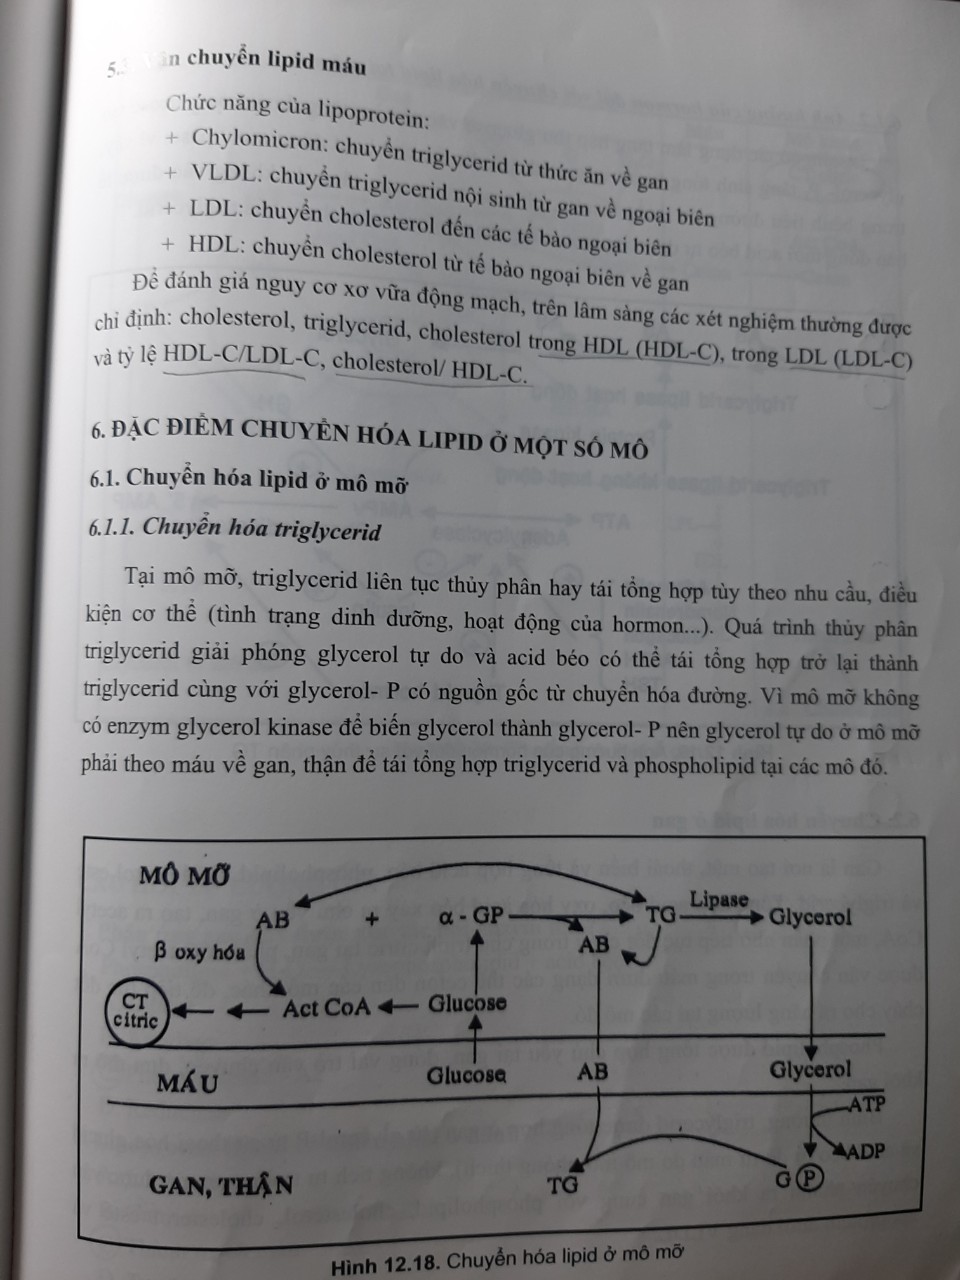 5.
chuyển lipid máu
Chức năng của lipoprotein:
+ Chylomicron: chuyển triglycerid từ thức ăn về gan
+ VLDL: chuyển triglycerid nội sinh từ gan về ngoại biên
+ LDL: chuyển cholesterol đến các tế bào ngoại biên
+ HDL: chuyển cholesterol từ tế bào ngoại biên về gan
Để đánh giá nguy cơ xơ vữa động mạch, trên lâm sàng các xét nghiệm thường được
chỉ định: cholesterol, triglycerid, cholesterol trong HDL (HDL-C), trong LDL (LDL-C)
và tỷ lệ HDL-C/LDL-C, cholesterol/ HDL-C.
6. ĐẶC ĐIỂM CHUYỂN HÓA LIPID Ở MỘT SỐ MÔ
6.1. Chuyển hóa lipid ở mô mỡ
6.1.1. Chuyển hóa triglycerid
Tại mô mỡ, triglycerid liên tục thủy phân hay tái tổng hợp tùy theo nhu cầu, điều
kiện cơ thể (tình trạng dinh dưỡng, hoạt động của hormon...). Quá trình thủy phân
triglycerid giải phóng glycerol tự do và acid béo có thể tái tổng hợp trở lại thành
triglycerid cùng với glycerol- P có nguồn gốc từ chuyển hóa đường. Vì mô mỡ không
có enzym glycerol kinase để biến glycerol thành glycerol- P nên glycerol tự do ở mô mỡ
phải theo máu về gan, thận để tái tổng hợp triglycerid và phospholipid tại các mô đó.
MÔ MỠ
AB + α - GP TG Lipase Glycerol
AB
β oxy hóa
CT citric Act CoA Glucose
MÁU Glucose AB Glycerol
ATP
ADP
GAN, THẬN TG G P
Hình 12.18. Chuyển hóa lipid ở mô mỡ